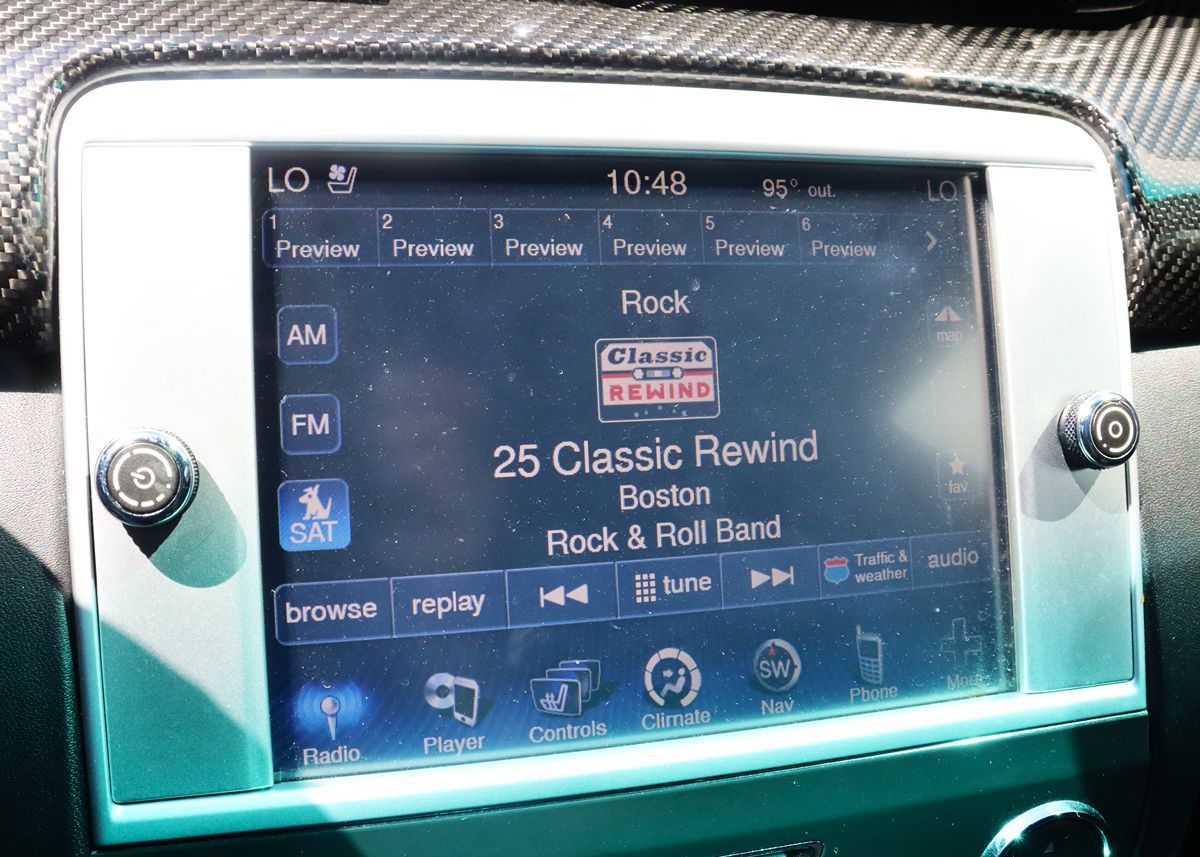 LO 10:48 95° out. LO
1 2 3 4 5 6
Preview Preview Preview Preview Preview Preview
Rock
AM
map
Classic
REWIND
FM
25 Classic Rewind
fav
SAT
Boston
Rock & Roll Band
browse replay tune Traffic & weather audio
SW
Radio Player Controls Climate Nav Phone More